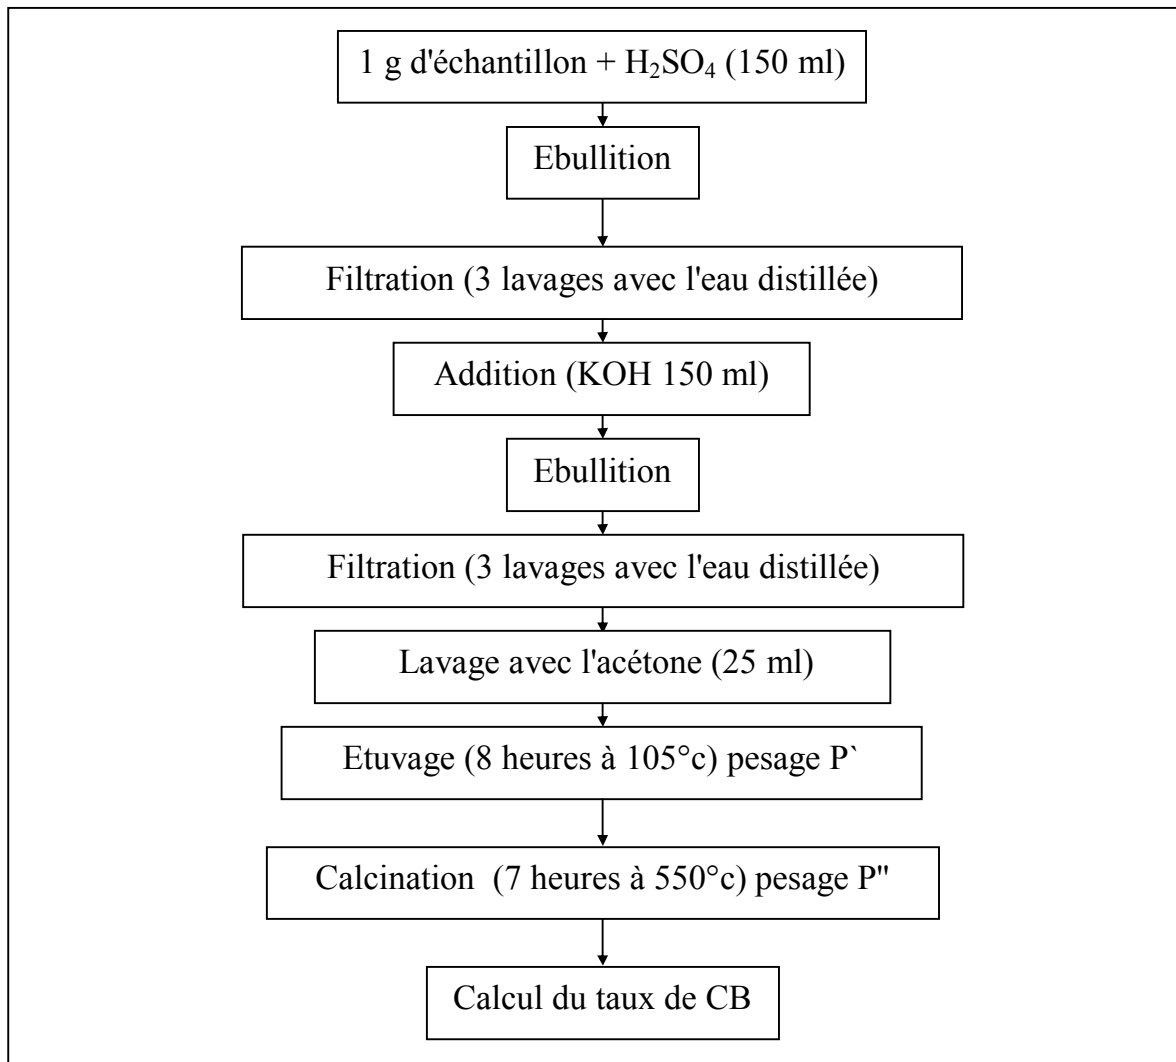 1 g d'échantillon + H₂SO₄ (150 ml)
Ebullition
Filtration (3 lavages avec l'eau distillée)
Addition (KOH 150 ml)
Ebullition
Filtration (3 lavages avec l'eau distillée)
Lavage avec l'acétone (25 ml)
Etuvage (8 heures à 105°c) pesage P`
Calcination (7 heures à 550°c) pesage P"
Calcul du taux de CB